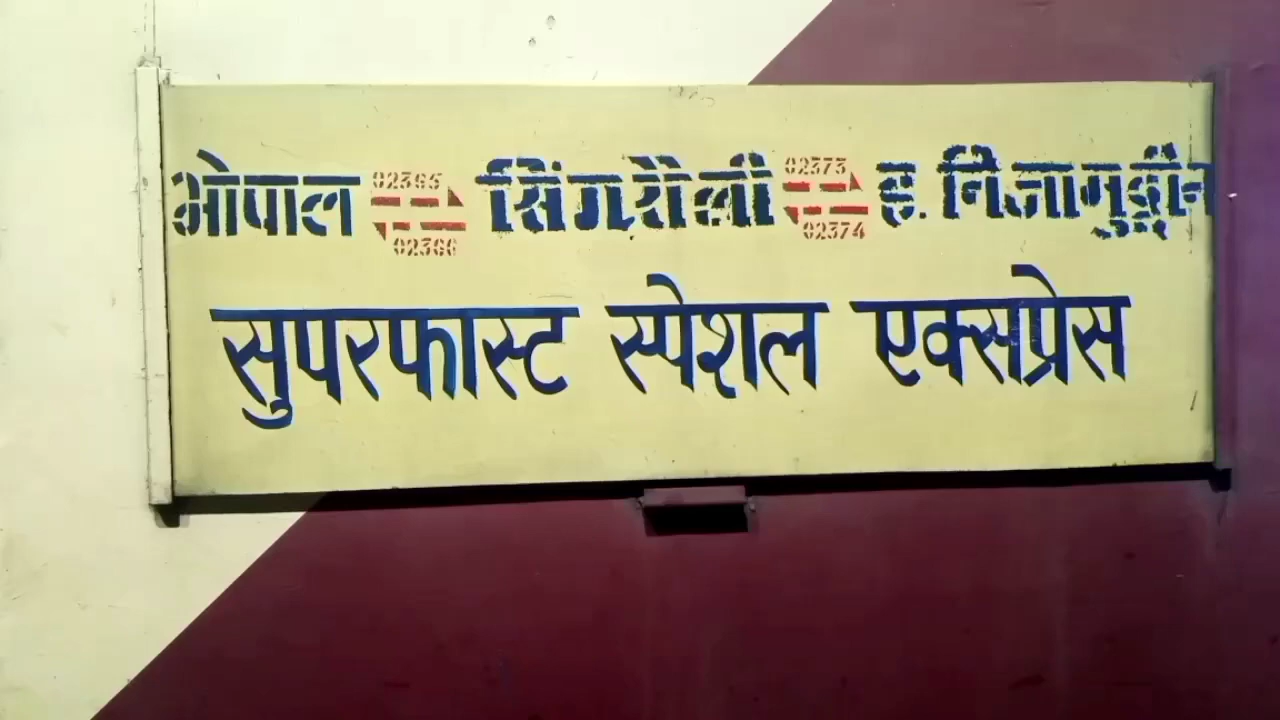 02365 02373
भोपाल सिंगरौली ह. निजामुद्दीन
02366 02374
सुपरफास्ट स्पेशल एक्सप्रेस